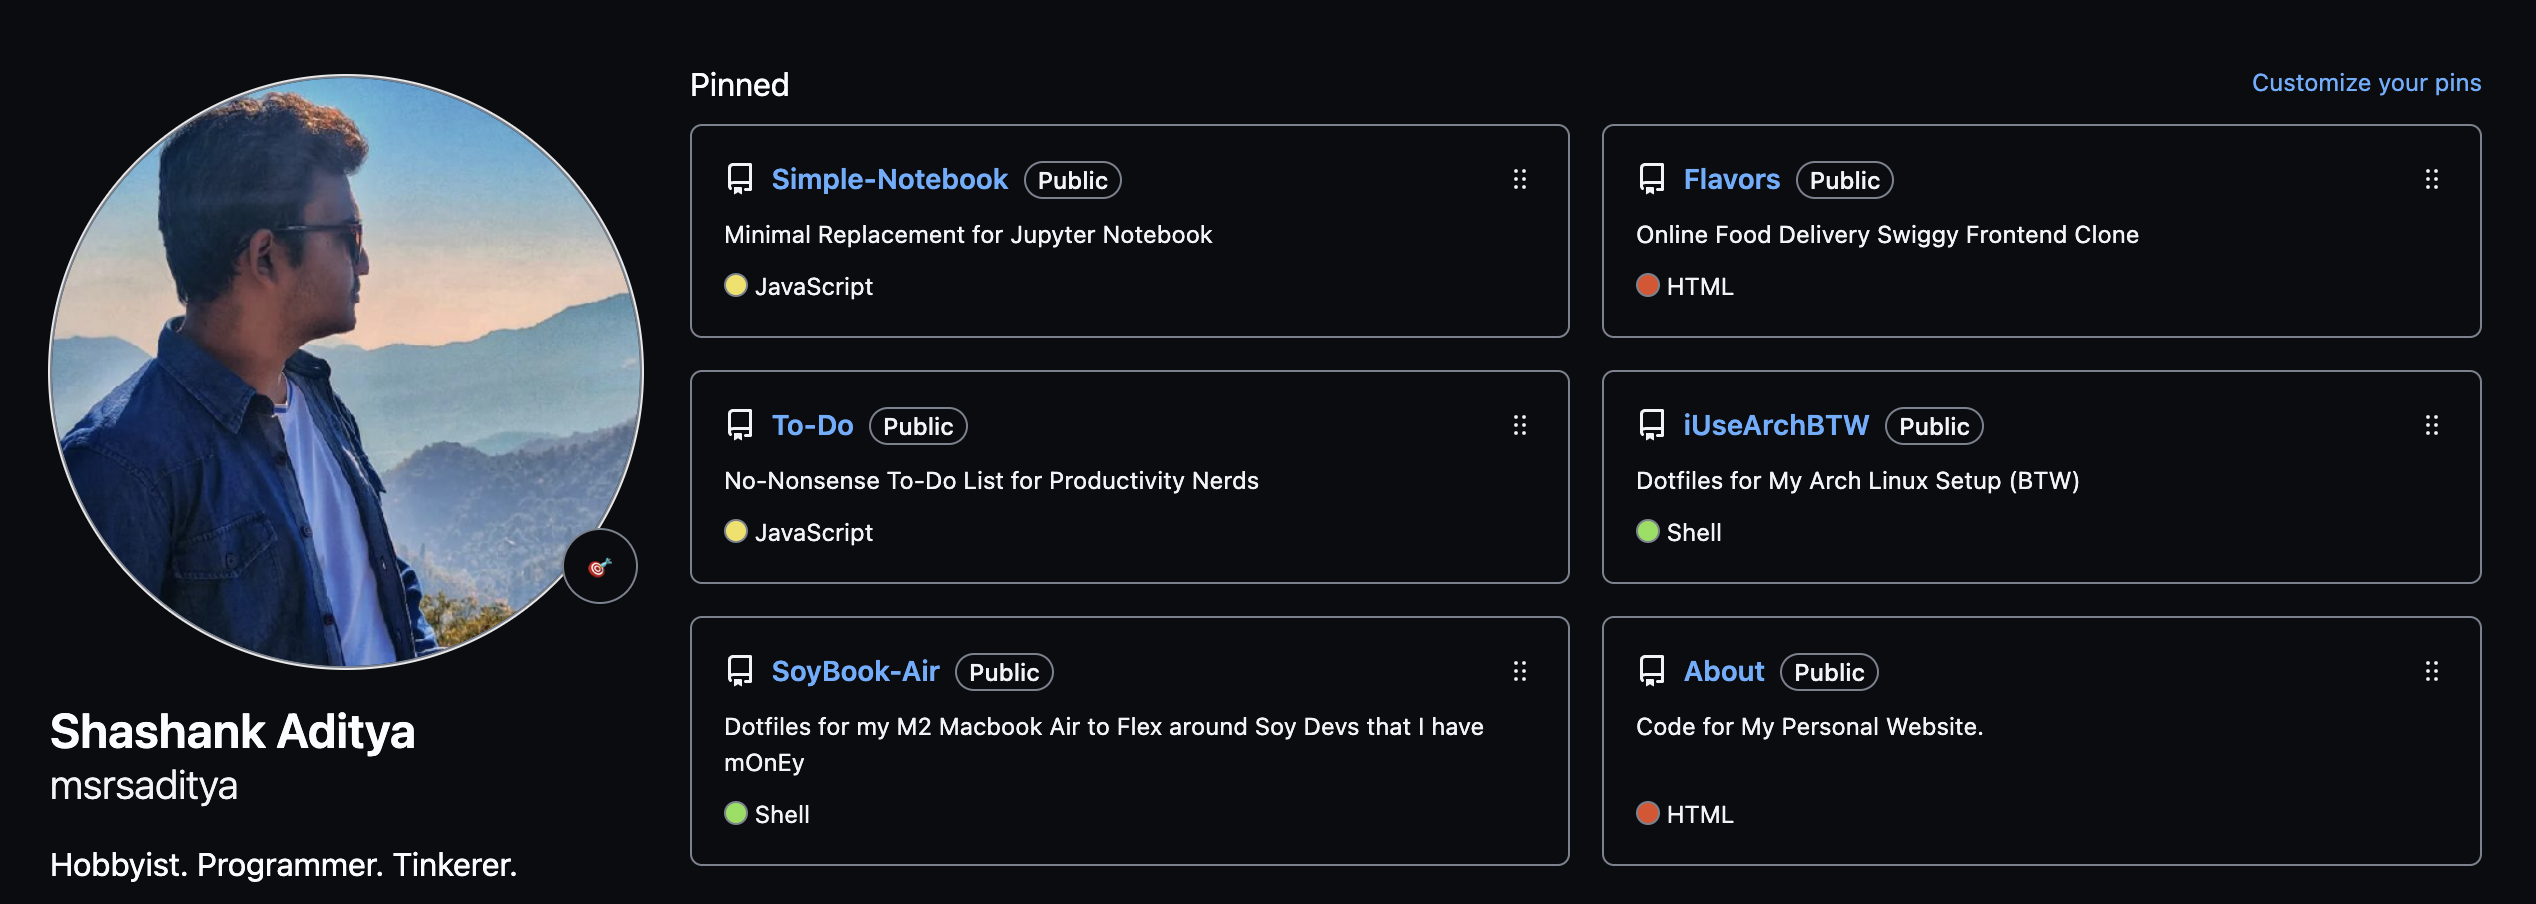 Shashank Aditya
msrsaditya
Hobbyist. Programmer. Tinkerer.
Pinned
Customize your pins
Simple-Notebook Public
Minimal Replacement for Jupyter Notebook
JavaScript
Flavors Public
Online Food Delivery Swiggy Frontend Clone
HTML
To-Do Public
No-Nonsense To-Do List for Productivity Nerds
JavaScript
iUseArchBTW Public
Dotfiles for My Arch Linux Setup (BTW)
Shell
SoyBook-Air Public
Dotfiles for my M2 Macbook Air to Flex around Soy Devs that I have
mOnEy
Shell
About Public
Code for My Personal Website.
HTML